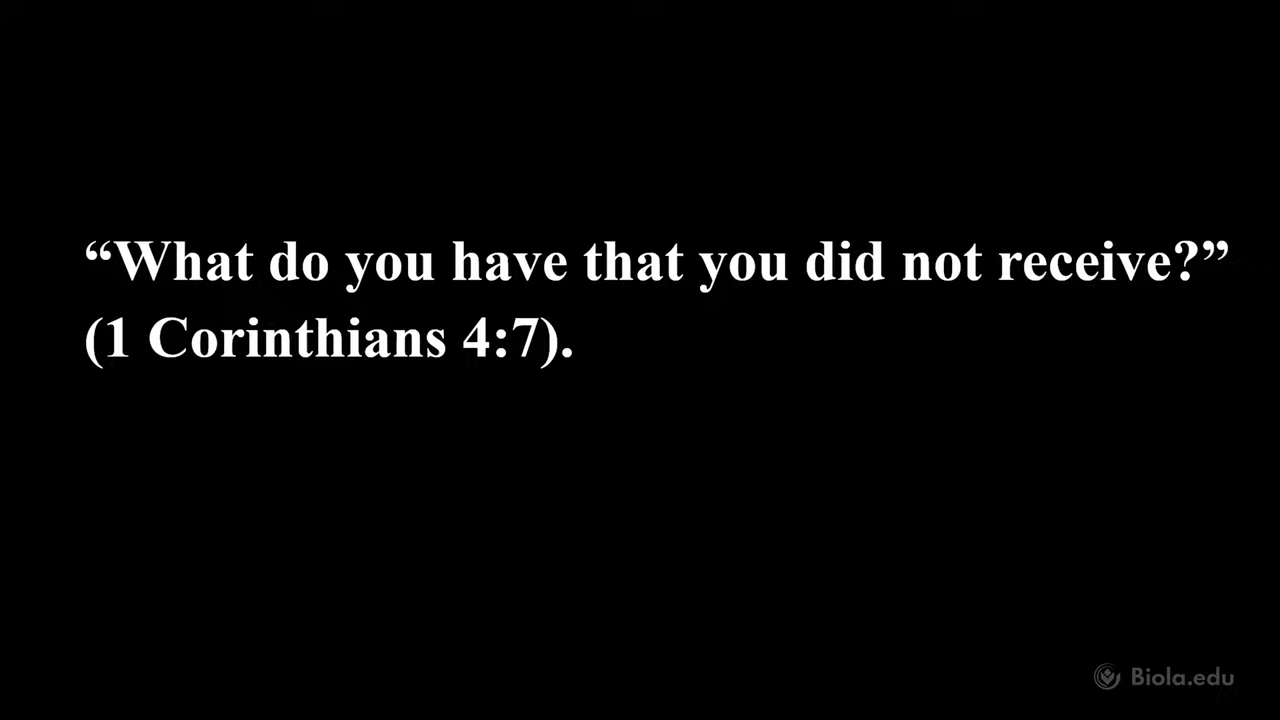 “What do you have that you did not receive?”
(1 Corinthians 4:7).
Biola.edu